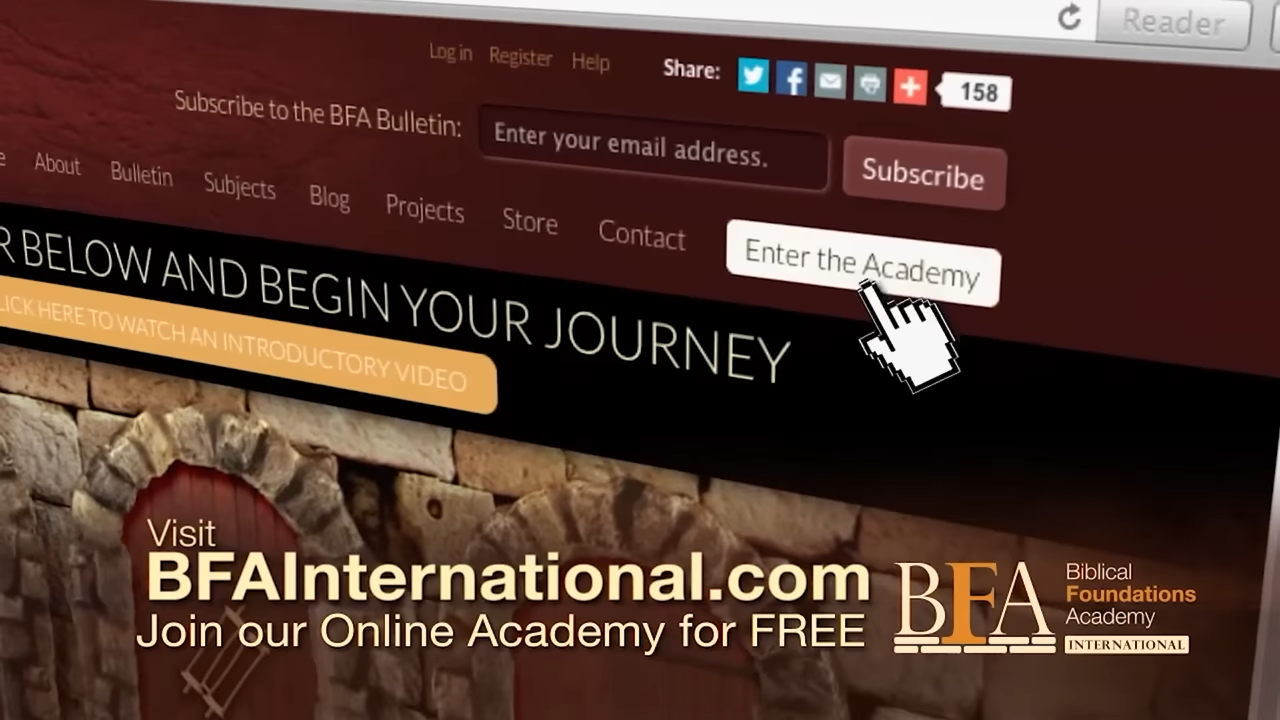 Reader
Log in Register Help Share: 158
Subscribe to the BFA Bulletin: Enter your email address. Subscribe
About Bulletin Subjects Blog Projects Store Contact Enter the Academy
BELOW AND BEGIN YOUR JOURNEY
HERE TO WATCH AN INTRODUCTORY VIDEO
Visit
BFAInternational.com
Join our Online Academy for FREE
BFA
Biblical
Foundations
Academy
INTERNATIONAL